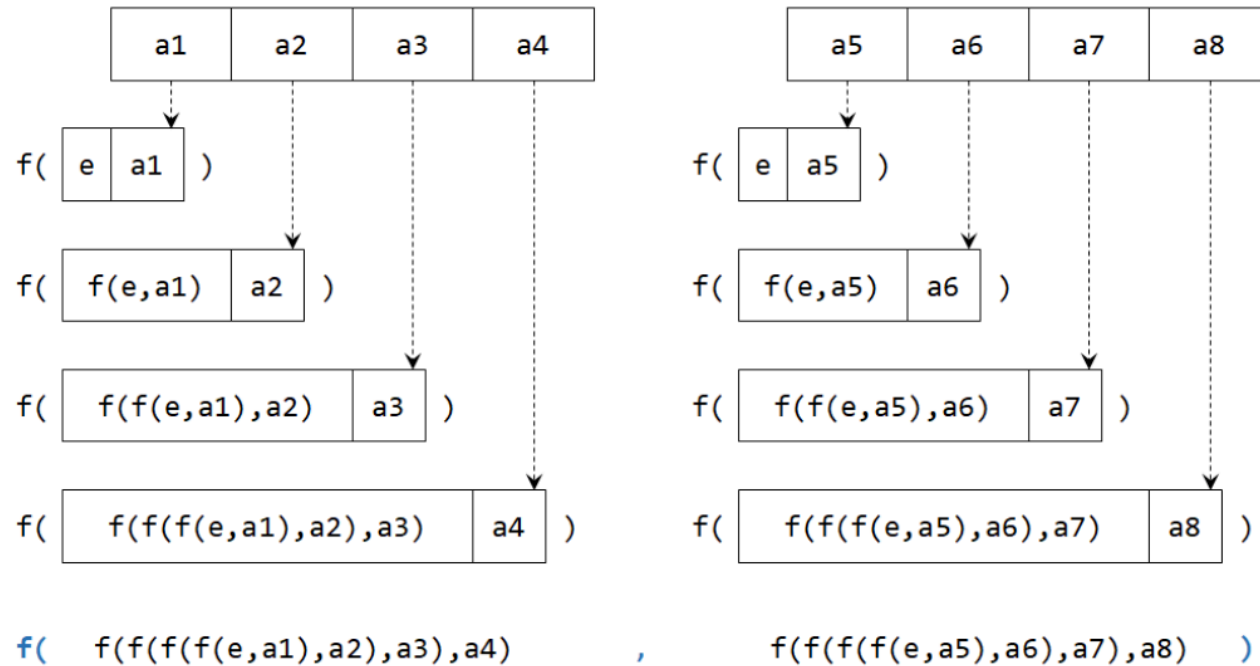 a1 a2 a3 a4 a5 a6 a7 a8
f( e a1 ) f( e a5 )
f( f(e,a1) a2 ) f( f(e,a5) a6 )
f( f(f(e,a1),a2) a3 ) f( f(f(e,a5),a6) a7 )
f( f(f(f(e,a1),a2),a3) a4 ) f( f(f(f(e,a5),a6),a7) a8 )
f( f(f(f(f(e,a1),a2),a3),a4) , f(f(f(f(e,a5),a6),a7),a8) )